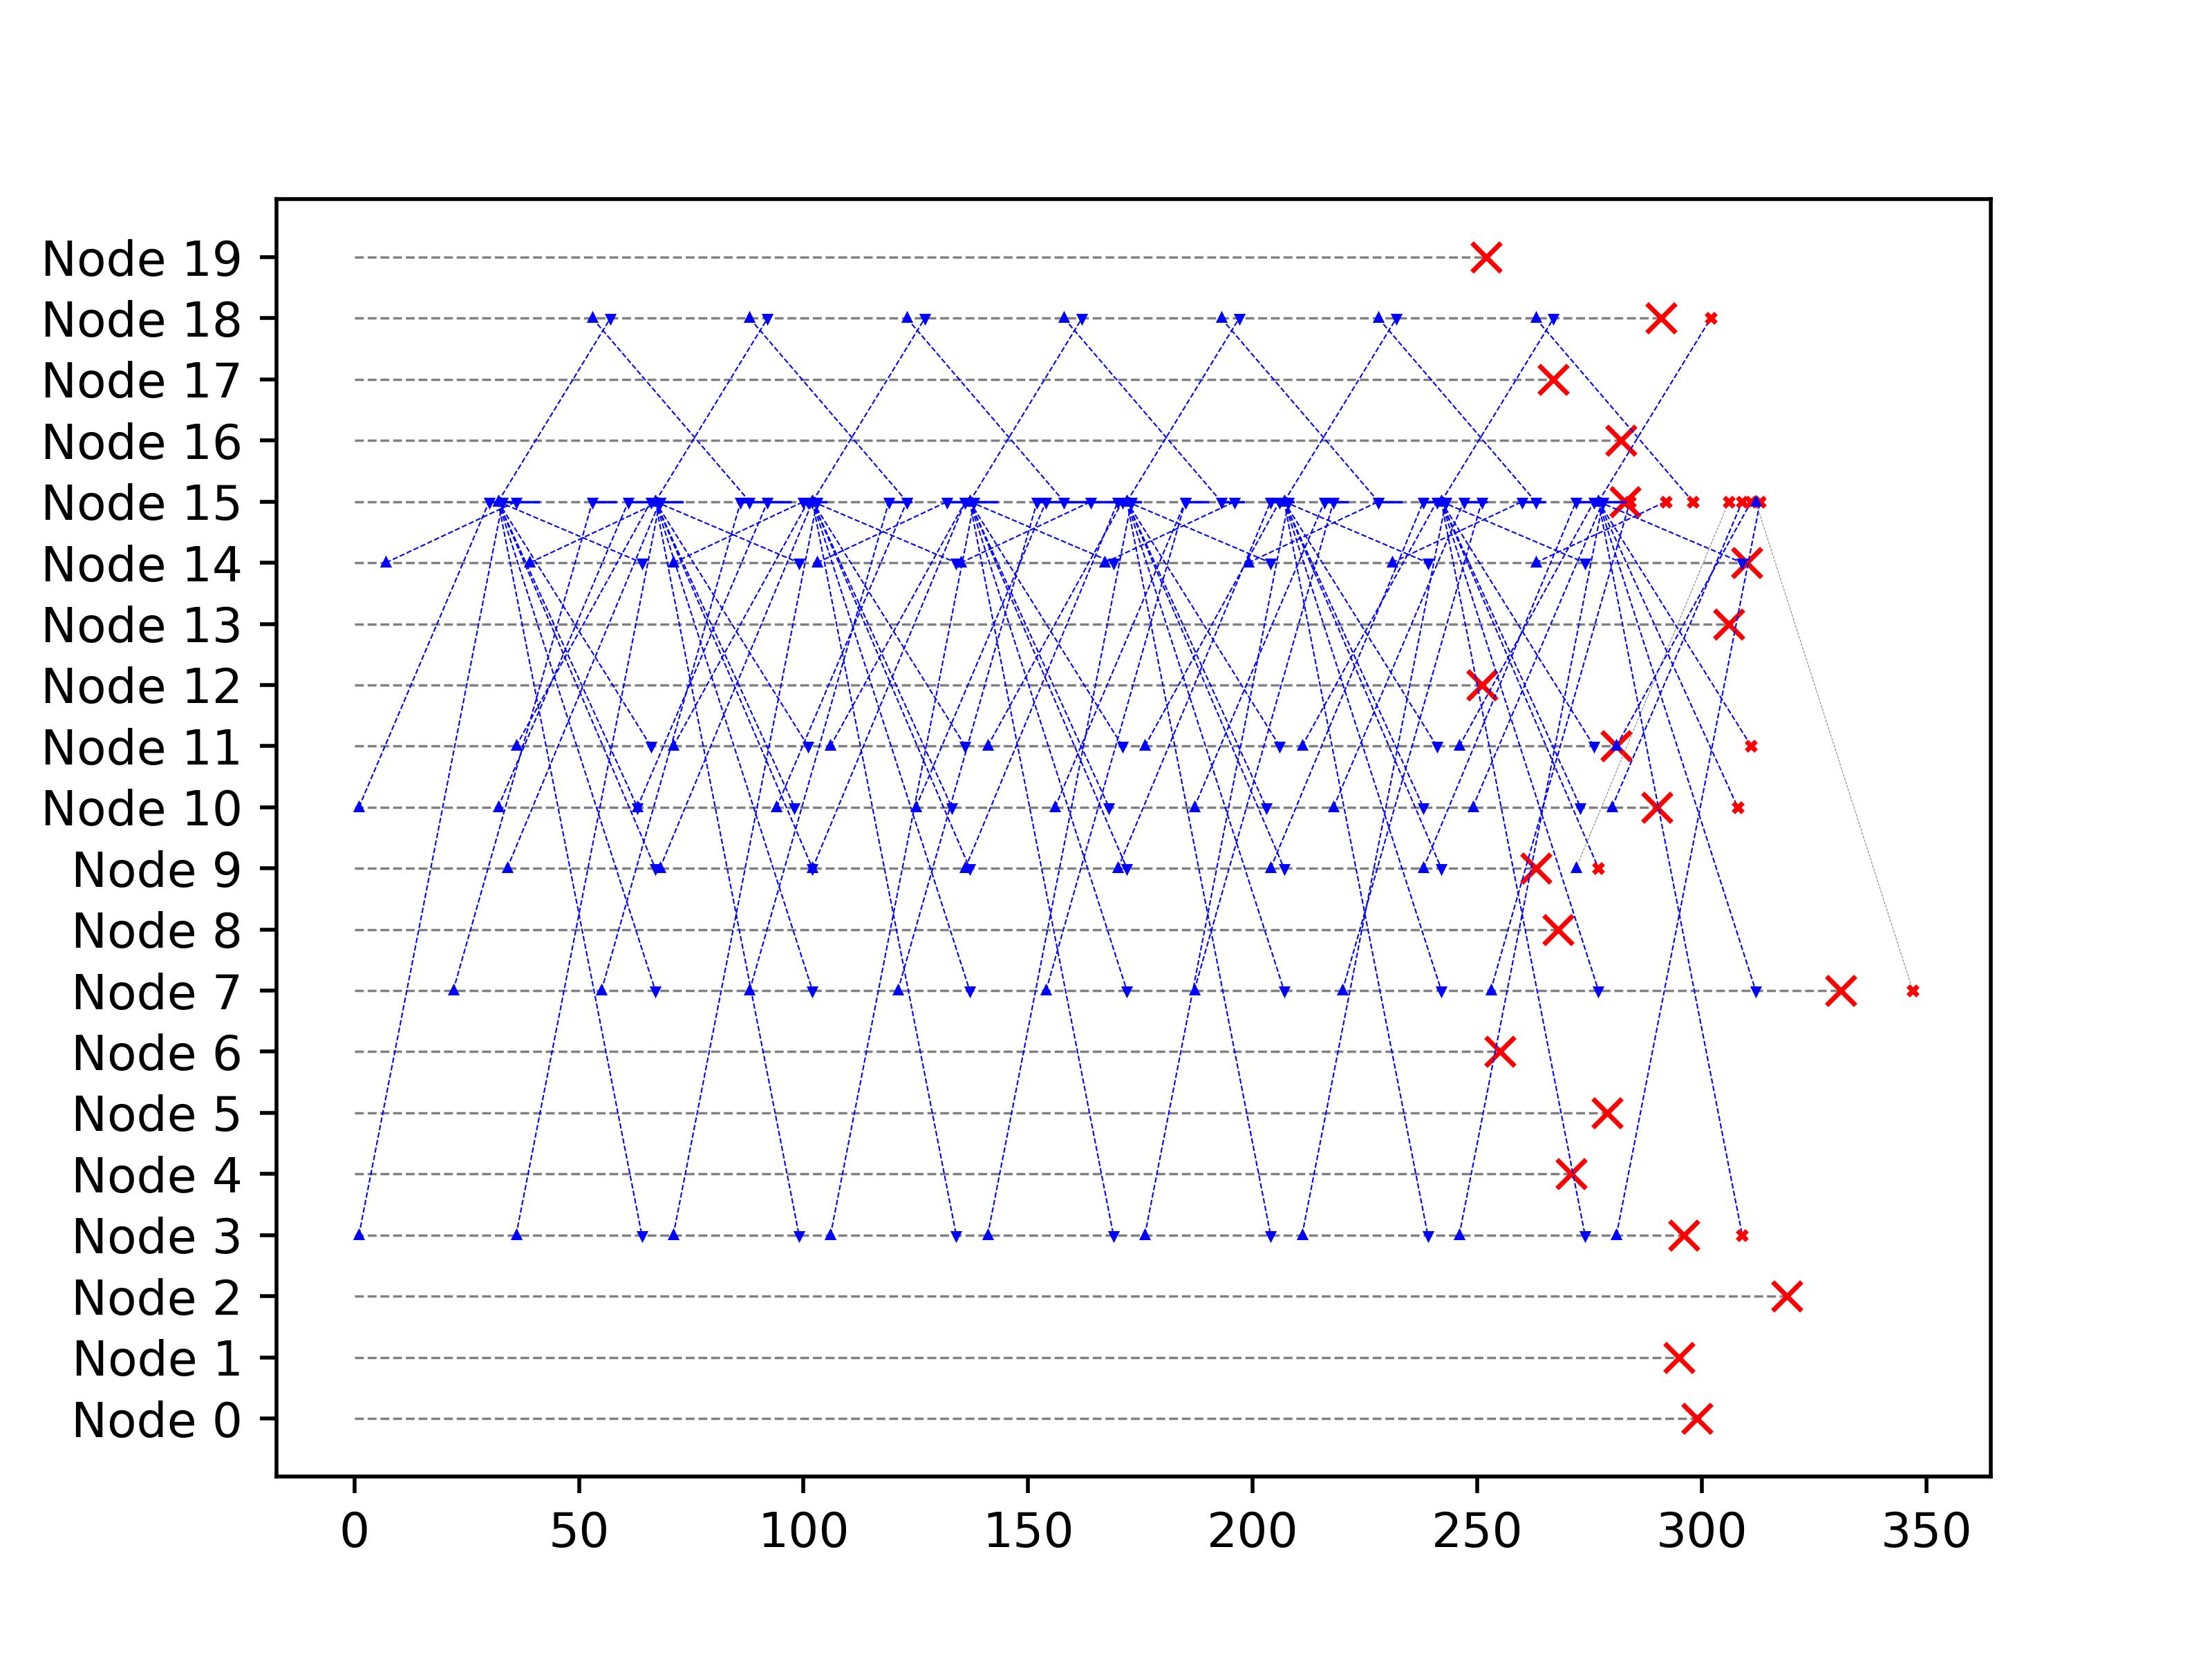 Node 19
Node 18
Node 17
Node 16
Node 15
Node 14
Node 13
Node 12
Node 11
Node 10
Node 9
Node 8
Node 7
Node 6
Node 5
Node 4
Node 3
Node 2
Node 1
Node 0
0 50 100 150 200 250 300 350